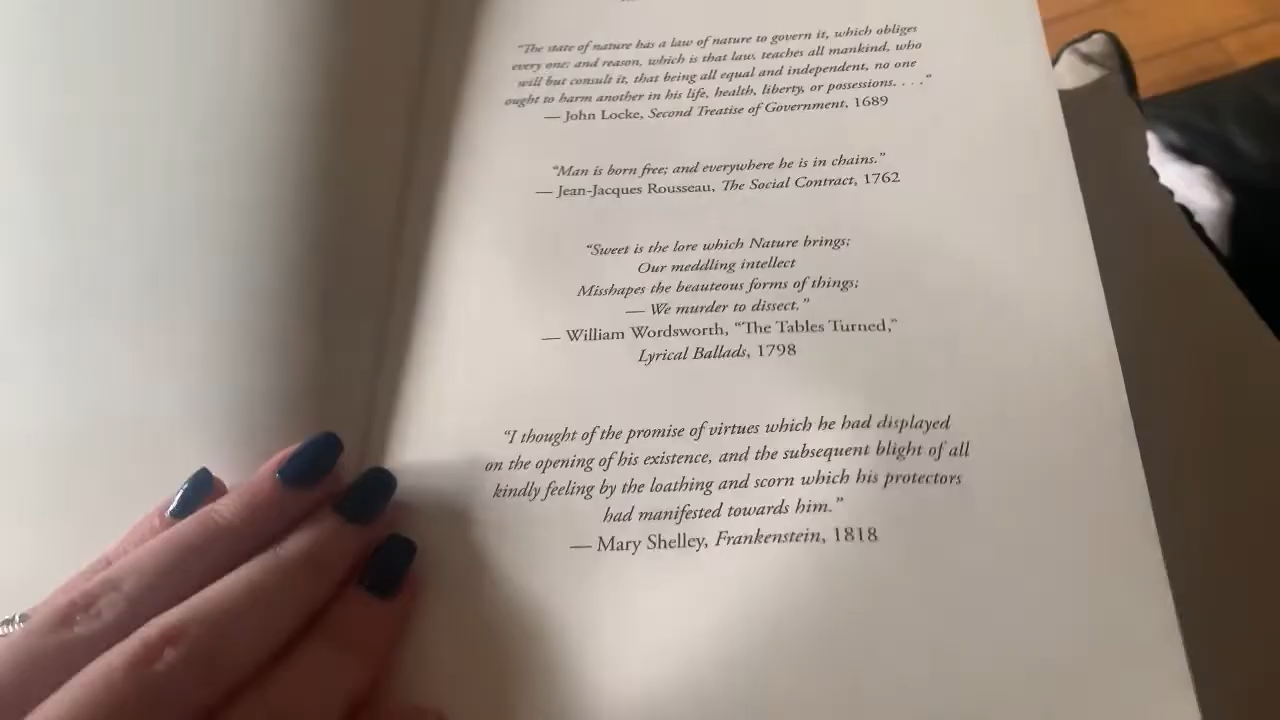 "The state of nature has a law of nature to govern it, which obliges
every one: and reason, which is that law, teaches all mankind, who
will but consult it, that being all equal and independent, no one
ought to harm another in his life, health, liberty, or possessions. . . ."
— John Locke, Second Treatise of Government, 1689
"Man is born free; and everywhere he is in chains."
— Jean-Jacques Rousseau, The Social Contract, 1762
"Sweet is the lore which Nature brings;
Our meddling intellect
Misshapes the beauteous forms of things;
— We murder to dissect."
— William Wordsworth, "The Tables Turned,"
Lyrical Ballads, 1798
"I thought of the promise of virtues which he had displayed
on the opening of his existence, and the subsequent blight of all
kindly feeling by the loathing and scorn which his protectors
had manifested towards him."
— Mary Shelley, Frankenstein, 1818